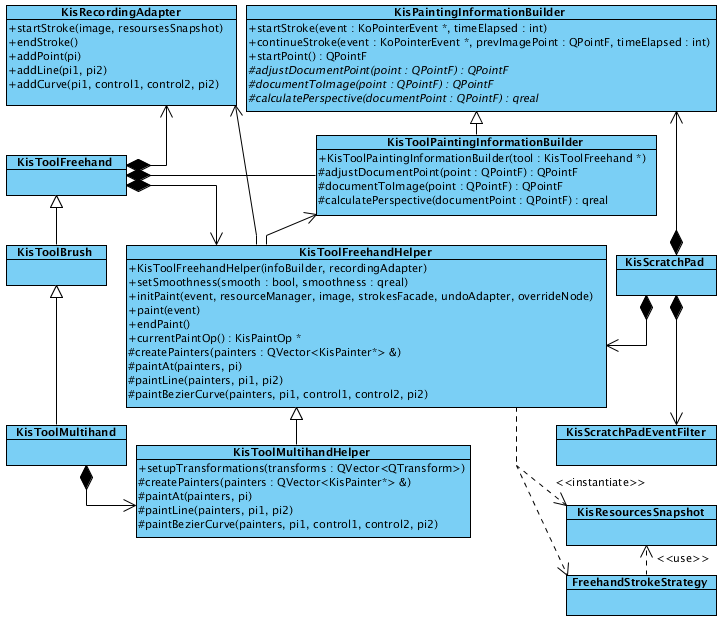 KisRecordingAdapter
+startStroke(image, resoursesSnapshot)
+endStroke()
+addPoint(pi)
+addLine(pi1, pi2)
+addCurve(pi1, control1, control2, pi2)
KisPaintingInformationBuilder
+startStroke(event : KoPointerEvent *, timeElapsed : int)
+continueStroke(event : KoPointerEvent *, prevImagePoint : QPointF, timeElapsed : int)
+startPoint() : QPointF
#adjustDocumentPoint(point : QPointF) : QPointF
#documentToImage(point : QPointF) : QPointF
#calculatePerspective(documentPoint : QPointF) : qreal
KisToolPaintingInformationBuilder
+KisToolPaintingInformationBuilder(tool : KisToolFreehand *)
#adjustDocumentPoint(point : QPointF) : QPointF
#documentToImage(point : QPointF) : QPointF
#calculatePerspective(documentPoint : QPointF) : qreal
KisToolFreehand
KisToolBrush
KisToolFreehandHelper
+KisToolFreehandHelper(infoBuilder, recordingAdapter)
+setSmoothness(smooth : bool, smoothness : qreal)
+initPaint(event, resourceManager, image, strokesFacade, undoAdapter, overrideNode)
+paint(event)
+endPaint()
+currentPaintOp() : KisPaintOp *
#createPainters(painters : QVector<KisPainter*> &)
#paintAt(painters, pi)
#paintLine(painters, pi1, pi2)
#paintBezierCurve(painters, pi1, control1, control2, pi2)
KisScratchPad
KisToolMultihand
KisToolMultihandHelper
+setupTransformations(transforms : QVector<QTransform>)
#createPainters(painters : QVector<KisPainter*> &)
#paintAt(painters, pi)
#paintLine(painters, pi1, pi2)
#paintBezierCurve(painters, pi1, control1, control2, pi2)
KisScratchPadEventFilter
<<instantiate>>
KisResourcesSnapshot
<<use>>
FreehandStrokeStrategy